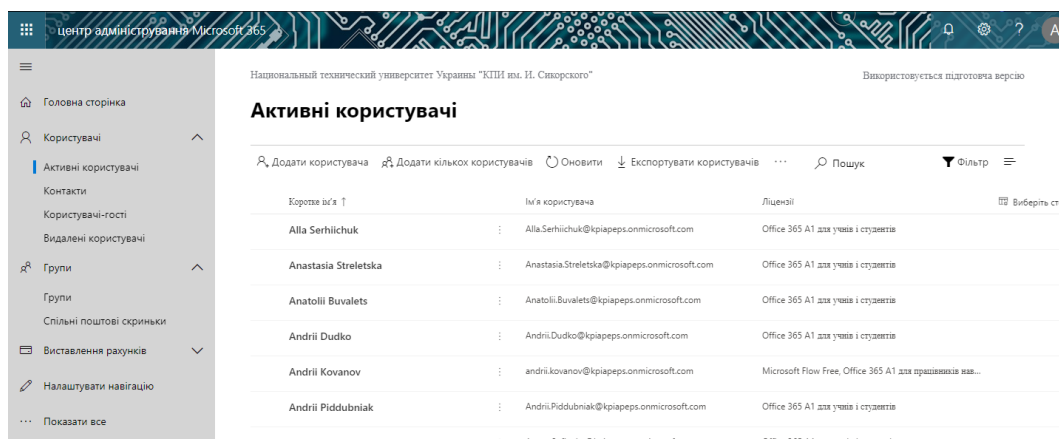 центр адміністрування Microsoft 365
?
A
Национальный технический университет Украины "КПИ им. И. Сикорского"
Використовується підготовча версію
Активні користувачі
Головна сторінка
Користувачі
Активні користувачі
Контакти
Користувачі-гості
Видалені користувачі
Групи
Групи
Спільні поштові скриньки
Виставлення рахунків
Налаштувати навігацію
Показати все
Додати користувача Додати кількох користувачів Оновити Експортувати користувачів ··· Пошук Фільтр
Коротке ім'я ↑ Ім'я користувача Ліцензії Виберіть ст
Alla Serhiichuk Alla.Serhiichuk@kpiapeps.onmicrosoft.com Office 365 A1 для учнів і студентів
Anastasia Streletska Anastasia.Streletska@kpiapeps.onmicrosoft.com Office 365 A1 для учнів і студентів
Anatolii Buvalets Anatolii.Buvalets@kpiapeps.onmicrosoft.com Office 365 A1 для учнів і студентів
Andrii Dudko Andrii.Dudko@kpiapeps.onmicrosoft.com Office 365 A1 для учнів і студентів
Andrii Kovanov andrii.kovanov@kpiapeps.onmicrosoft.com Microsoft Flow Free, Office 365 A1 для працівників нав...
Andrii Piddubniak Andrii.Piddubniak@kpiapeps.onmicrosoft.com Office 365 A1 для учнів і студентів